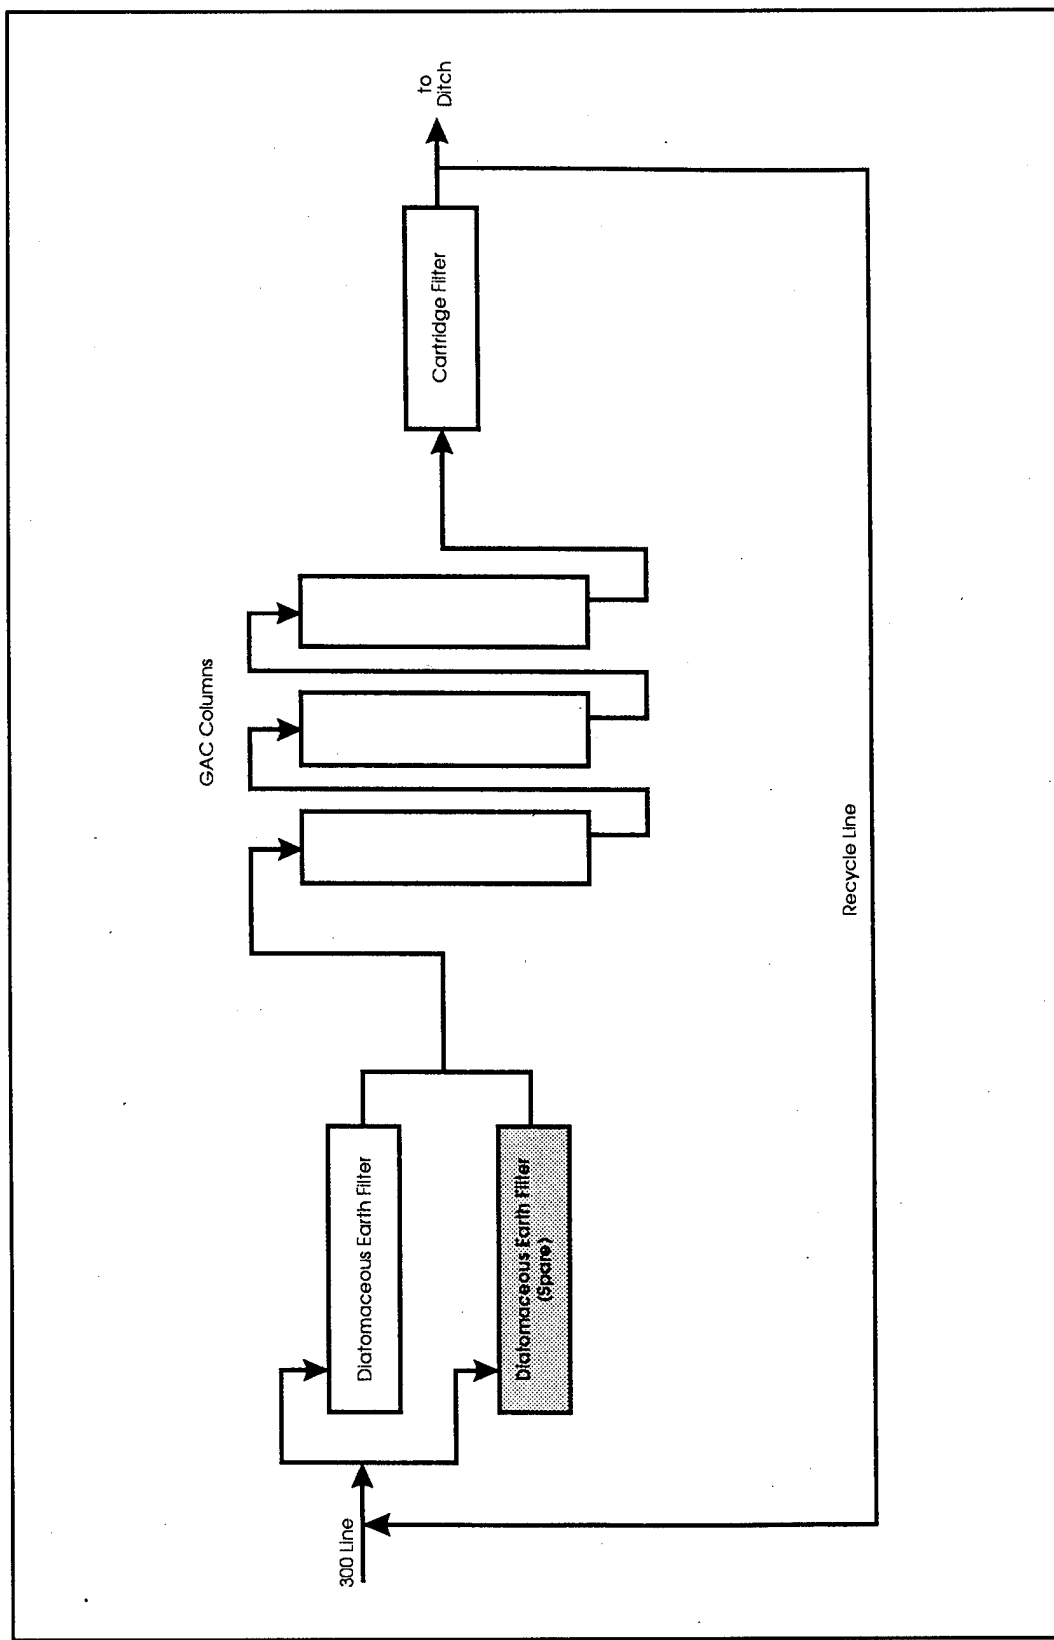 300 Line
Diatomaceous Earth Filter
Diatomaceous Earth Filter
(Spare)
GAC Columns
Cartridge Filter
to
Ditch
Recycle Line